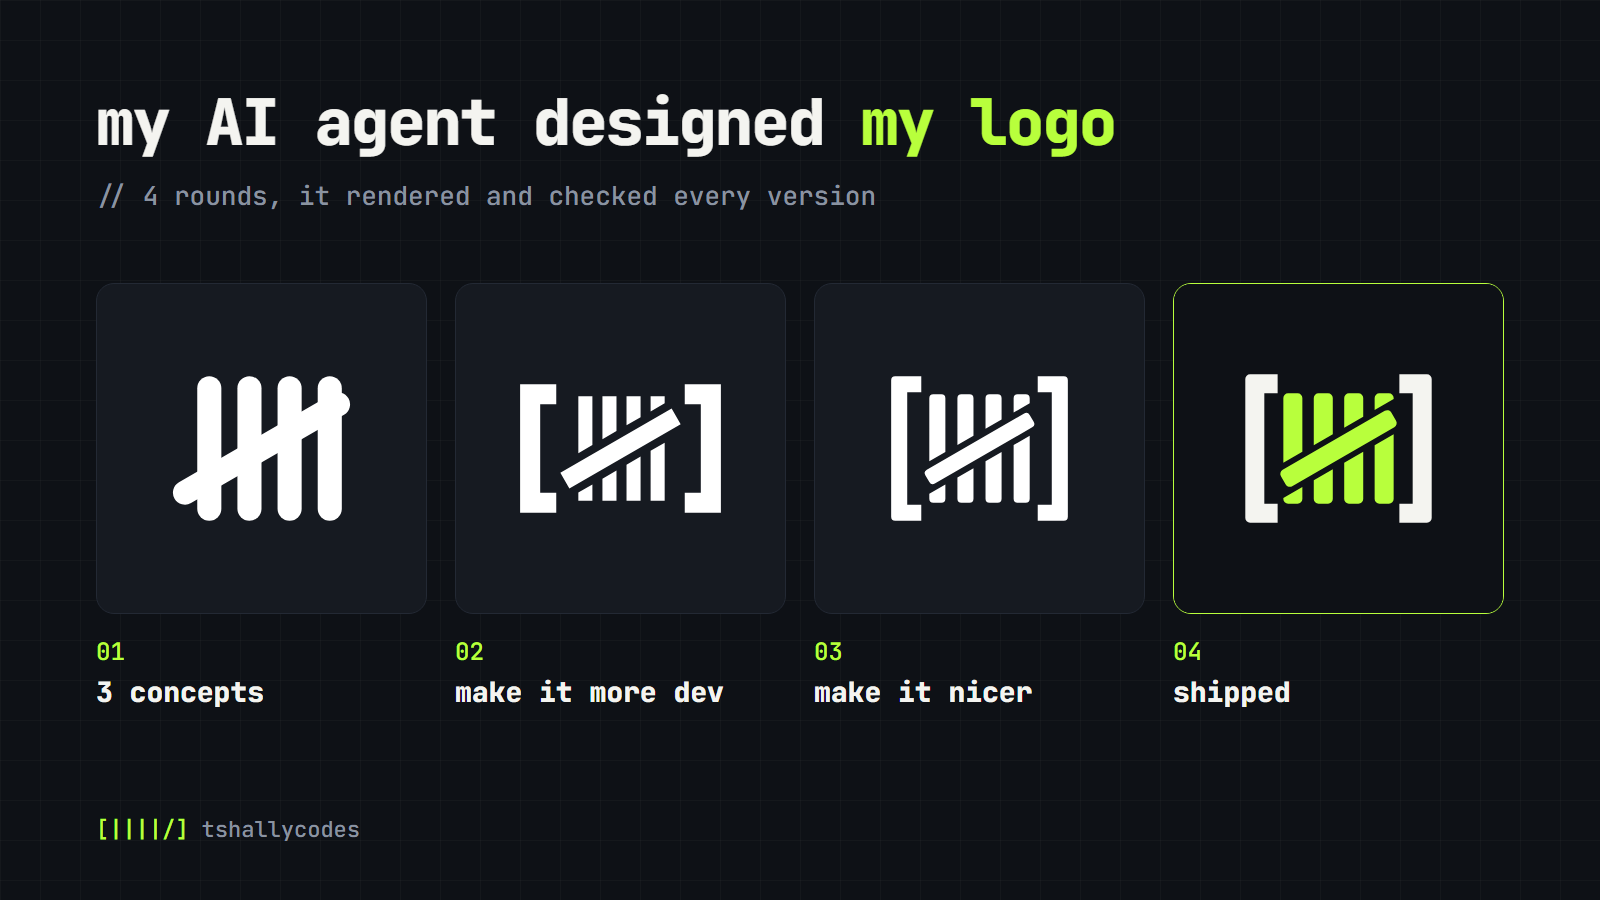 my AI agent designed my logo
// 4 rounds, it rendered and checked every version
01
3 concepts
02
make it more dev
03
make it nicer
04
shipped
[||||/] tshallycodes